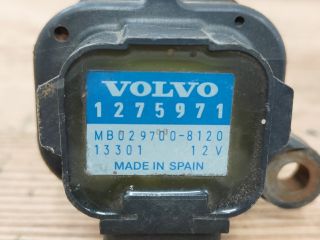 VOLVO
1275971
MB029700-8120
13301 12V
MADE IN SPAIN